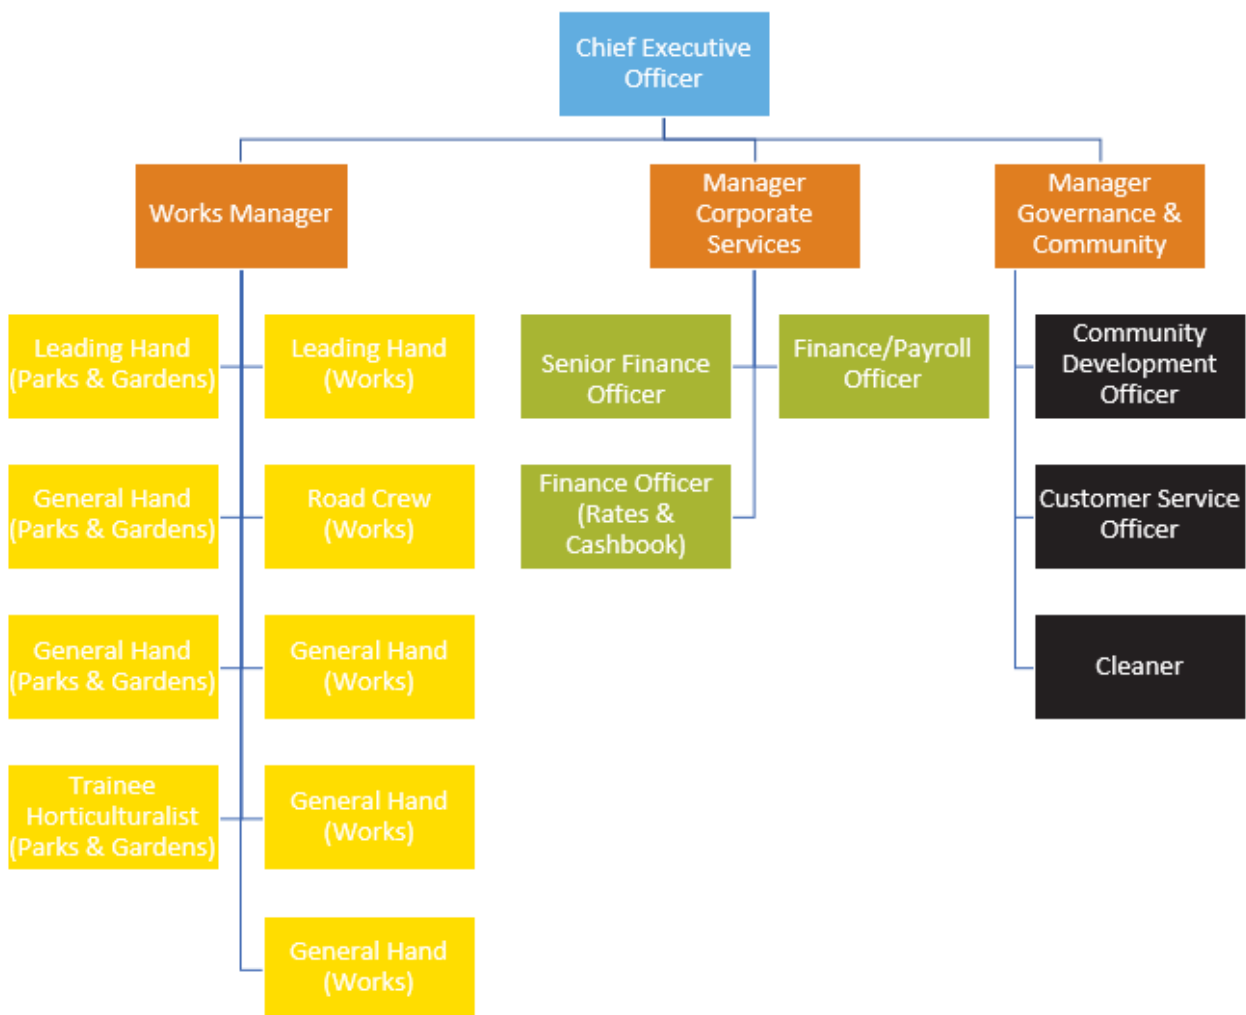 Chief Executive
Officer
Works Manager
Manager
Corporate
Services
Manager
Governance &
Community
Leading Hand
(Parks & Gardens)
Leading Hand
(Works)
Senior Finance
Officer
Finance/Payroll
Officer
Community
Development
Officer
General Hand
(Parks & Gardens)
Road Crew
(Works)
Finance Officer
(Rates &
Cashbook)
Customer Service
Officer
General Hand
(Parks & Gardens)
General Hand
(Works)
Cleaner
Trainee
Horticulturalist
(Parks & Gardens)
General Hand
(Works)
General Hand
(Works)